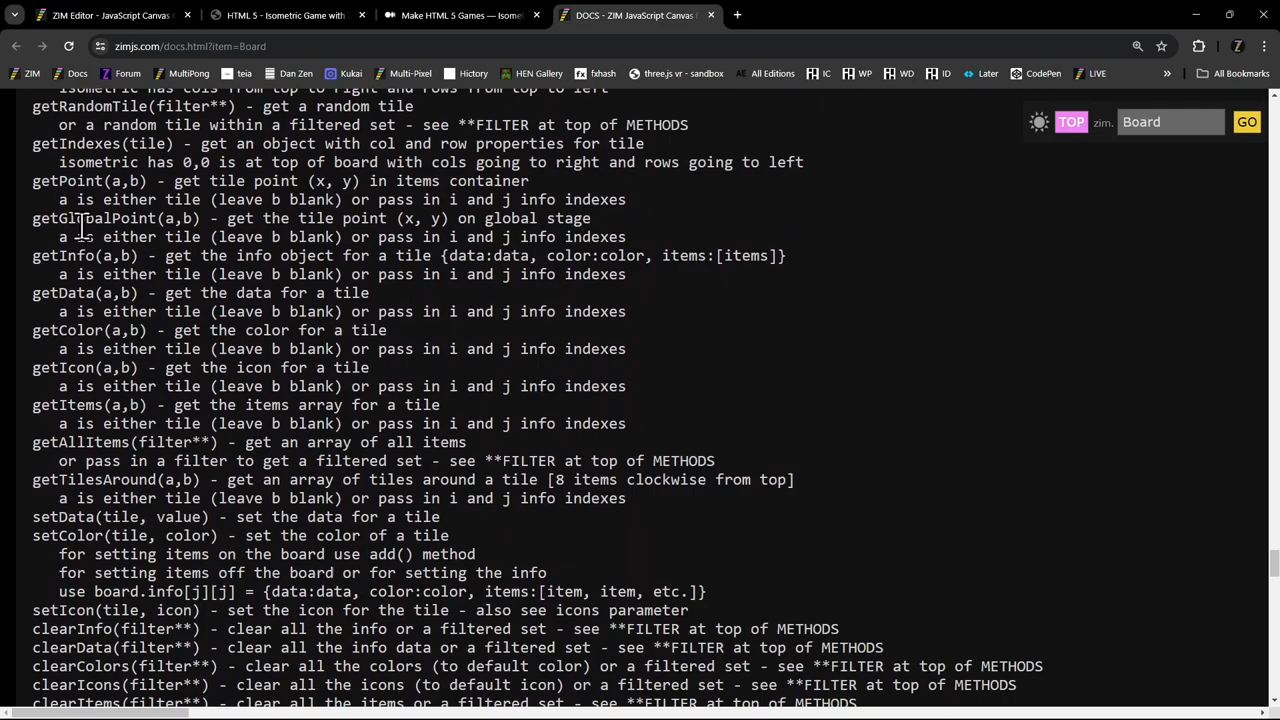 ZIM Editor - JavaScript Canvas
HTML 5 - Isometric Game with
Make HTML 5 Games — Isome
DOCS - ZIM JavaScript Canvas
zimjs.com/docs.html?item=Board
ZIM
Docs
Forum
MultiPong
teia
Dan Zen
Kukai
Multi-Pixel
Hictory
HEN Gallery
fxhash
three.js vr - sandbox
All Editions
IC
WP
WD
ID
Later
CodePen
LIVE
All Bookmarks
isometric has cols from top to right and rows from top to left
getRandomTile(filter**) - get a random tile
or a random tile within a filtered set - see **FILTER at top of METHODS
getIndexes(tile) - get an object with col and row properties for tile
isometric has 0,0 is at top of board with cols going to right and rows going to left
getPoint(a,b) - get tile point (x, y) in items container
a is either tile (leave b blank) or pass in i and j info indexes
getGlobalPoint(a,b) - get the tile point (x, y) on global stage
a is either tile (leave b blank) or pass in i and j info indexes
getInfo(a,b) - get the info object for a tile {data:data, color:color, items:[items]}
a is either tile (leave b blank) or pass in i and j info indexes
getData(a,b) - get the data for a tile
a is either tile (leave b blank) or pass in i and j info indexes
getColor(a,b) - get the color for a tile
a is either tile (leave b blank) or pass in i and j info indexes
getIcon(a,b) - get the icon for a tile
a is either tile (leave b blank) or pass in i and j info indexes
getItems(a,b) - get the items array for a tile
a is either tile (leave b blank) or pass in i and j info indexes
getAllItems(filter**) - get an array of all items
or pass in a filter to get a filtered set - see **FILTER at top of METHODS
getTilesAround(a,b) - get an array of tiles around a tile [8 items clockwise from top]
a is either tile (leave b blank) or pass in i and j info indexes
setData(tile, value) - set the data for a tile
setColor(tile, color) - set the color of a tile
for setting items on the board use add() method
for setting items off the board or for setting the info
use board.info[j][j] = {data:data, color:color, items:[item, item, etc.]}
setIcon(tile, icon) - set the icon for the tile - also see icons parameter
clearInfo(filter**) - clear all the info or a filtered set - see **FILTER at top of METHODS
clearData(filter**) - clear all the info data or a filtered set - see **FILTER at top of METHODS
clearColors(filter**) - clear all the colors (to default color) or a filtered set - see **FILTER at top of METHODS
clearIcons(filter**) - clear all the icons (to default icon) or a filtered set - see **FILTER at top of METHODS
clearItems(filter**) - clear all the items or a filtered set - see **FILTER at top of METHODS
TOP
zim.
Board
GO